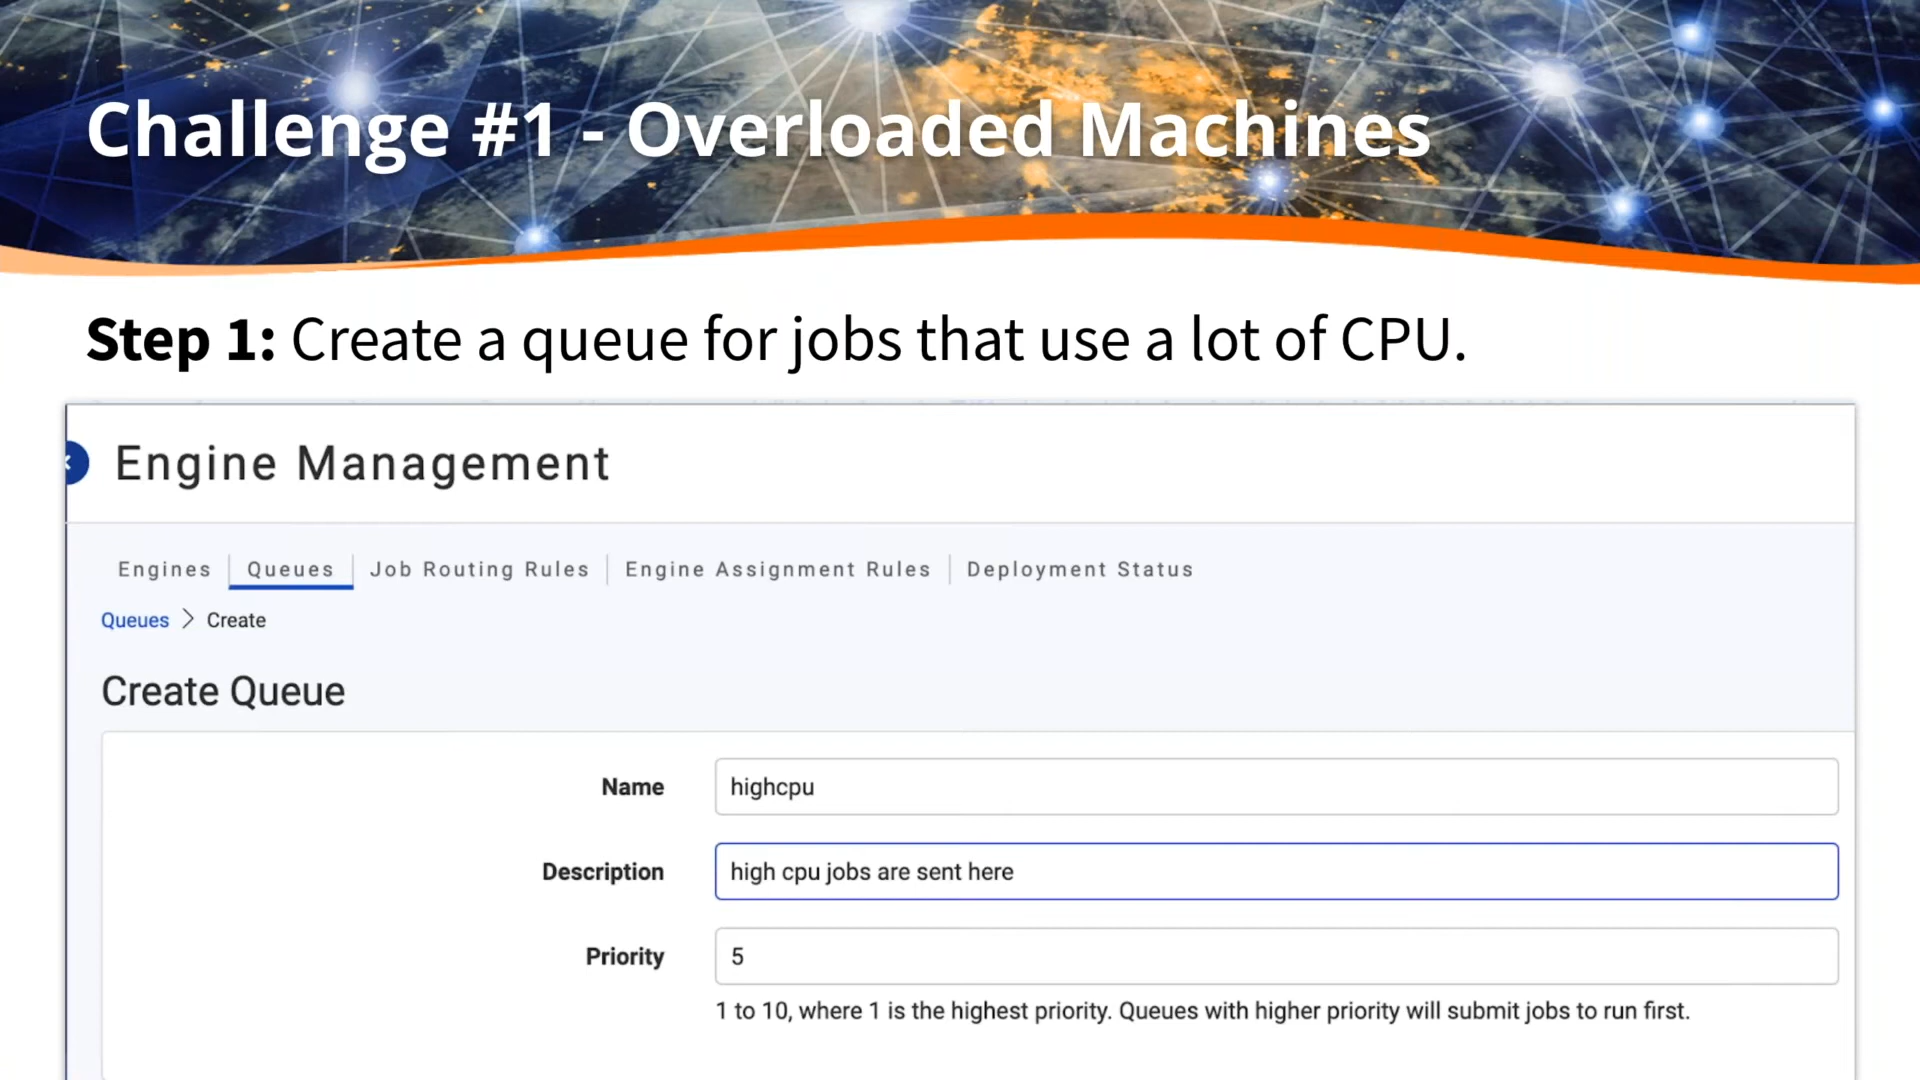 Challenge #1 - Overloaded Machines
Step 1: Create a queue for jobs that use a lot of CPU.
Engine Management
Engines Queues Job Routing Rules Engine Assignment Rules Deployment Status
Queues > Create
Create Queue
Name highcpu
Description high cpu jobs are sent here
Priority 5
1 to 10, where 1 is the highest priority. Queues with higher priority will submit jobs to run first.